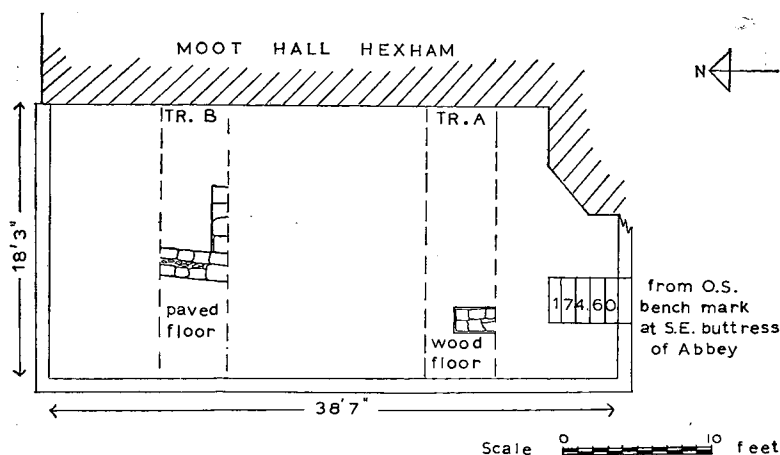 MOOT HALL HEXHAM
N
TR. B
TR.A
18'3"
paved
floor
wood
floor
174.60
from O.S.
bench mark
at S.E. buttress
of Abbey
38'7"
Scale 0 10 feet